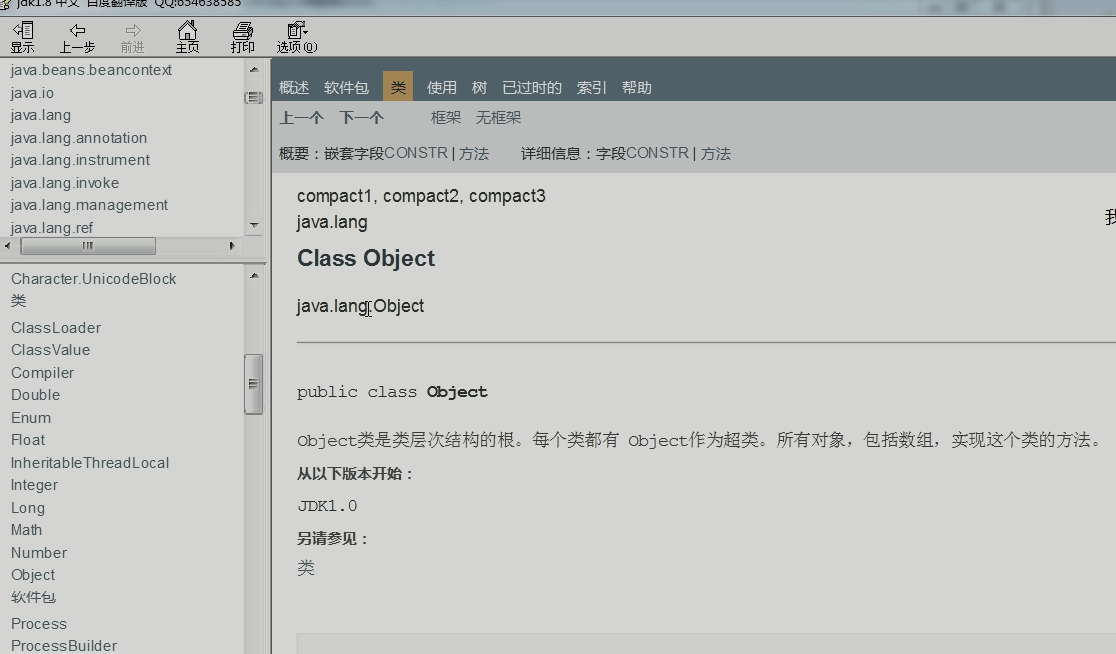 jdk1.8 中文 百度翻译版 QQ:654638585
显示 上一步 前进 主页 打印 选项(O)
java.beans.beancontext
java.io
java.lang
java.lang.annotation
java.lang.instrument
java.lang.invoke
java.lang.management
java.lang.ref
Character.UnicodeBlock
类
ClassLoader
ClassValue
Compiler
Double
Enum
Float
InheritableThreadLocal
Integer
Long
Math
Number
Object
软件包
Process
ProcessBuilder
概述 软件包 类 使用 树 已过时的 索引 帮助
上一个 下一个 框架 无框架
概要：嵌套字段CONSTR | 方法 详细信息：字段CONSTR | 方法
compact1, compact2, compact3
java.lang
我
Class Object
java.lang.Object
public class Object
Object类是类层次结构的根。每个类都有 Object作为超类。所有对象，包括数组，实现这个类的方法。
从以下版本开始：
JDK1.0
另请参见：
类